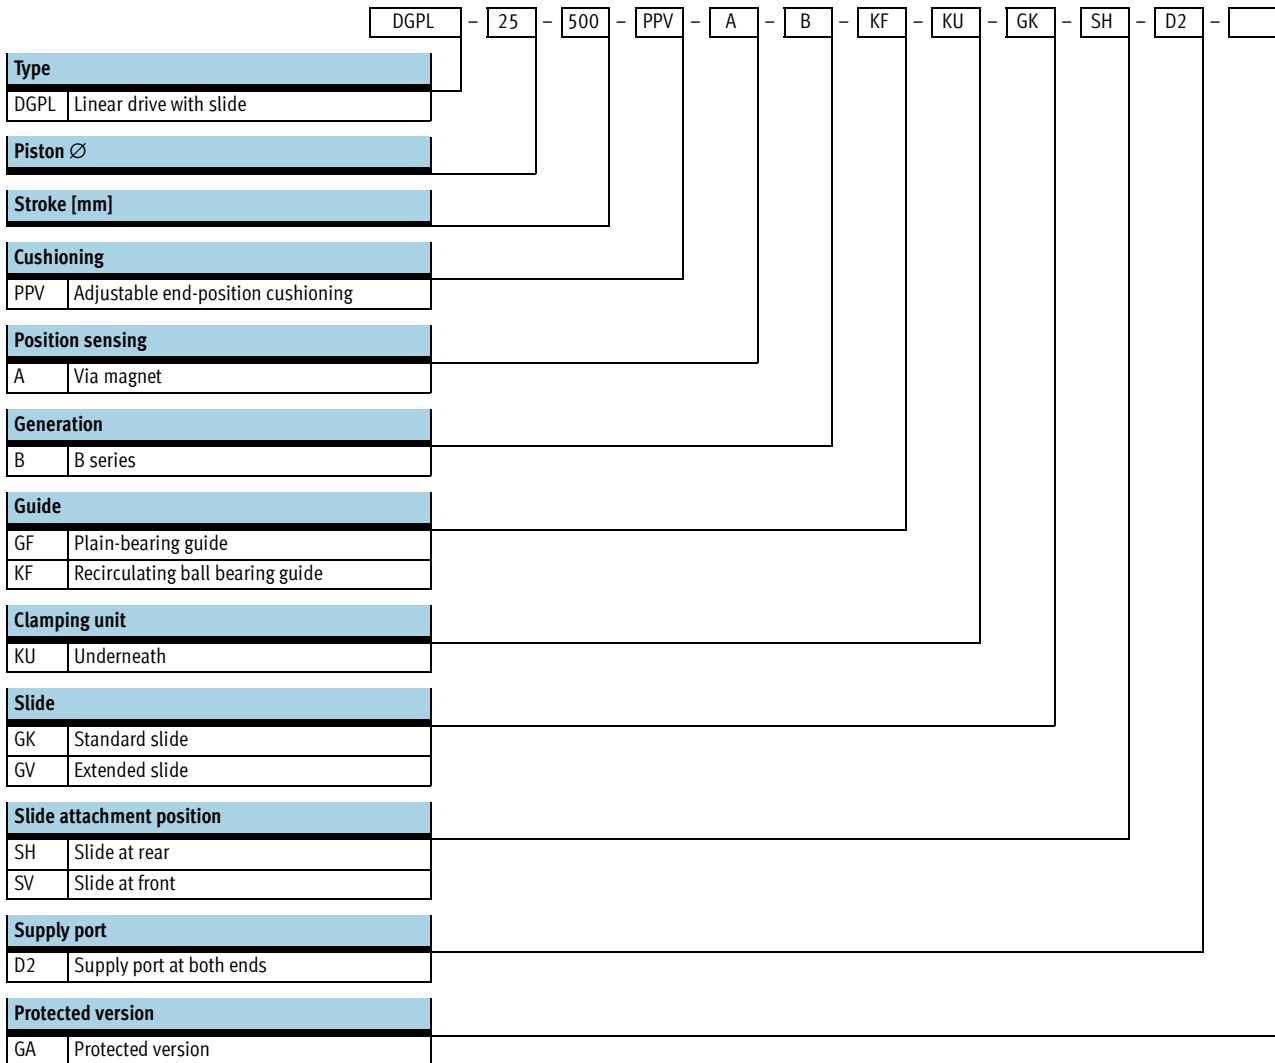 DGPL – 25 – 500 – PPV – A – B – KF – KU – GK – SH – D2 –
Type
DGPL Linear drive with slide
Piston ∅
Stroke [mm]
Cushioning
PPV Adjustable end-position cushioning
Position sensing
A Via magnet
Generation
B B series
Guide
GF Plain-bearing guide
KF Recirculating ball bearing guide
Clamping unit
KU Underneath
Slide
GK Standard slide
GV Extended slide
Slide attachment position
SH Slide at rear
SV Slide at front
Supply port
D2 Supply port at both ends
Protected version
GA Protected version